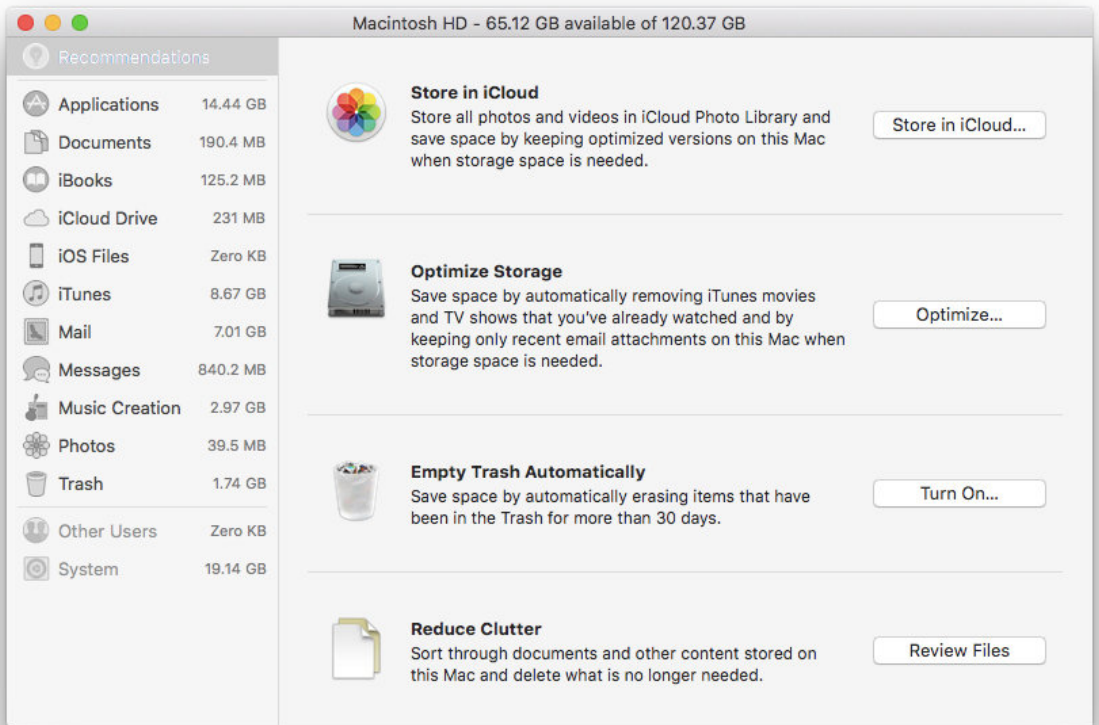 Macintosh HD - 65.12 GB available of 120.37 GB
Recommendations
Applications 14.44 GB
Documents 190.4 MB
iBooks 125.2 MB
iCloud Drive 231 MB
iOS Files Zero KB
iTunes 8.67 GB
Mail 7.01 GB
Messages 840.2 MB
Music Creation 2.97 GB
Photos 39.5 MB
Trash 1.74 GB
Other Users Zero KB
System 19.14 GB
Store in iCloud
Store all photos and videos in iCloud Photo Library and
save space by keeping optimized versions on this Mac
when storage space is needed.
Store in iCloud...
Optimize Storage
Save space by automatically removing iTunes movies
and TV shows that you've already watched and by
keeping only recent email attachments on this Mac when
storage space is needed.
Optimize...
Empty Trash Automatically
Save space by automatically erasing items that have
been in the Trash for more than 30 days.
Turn On...
Reduce Clutter
Sort through documents and other content stored on
this Mac and delete what is no longer needed.
Review Files